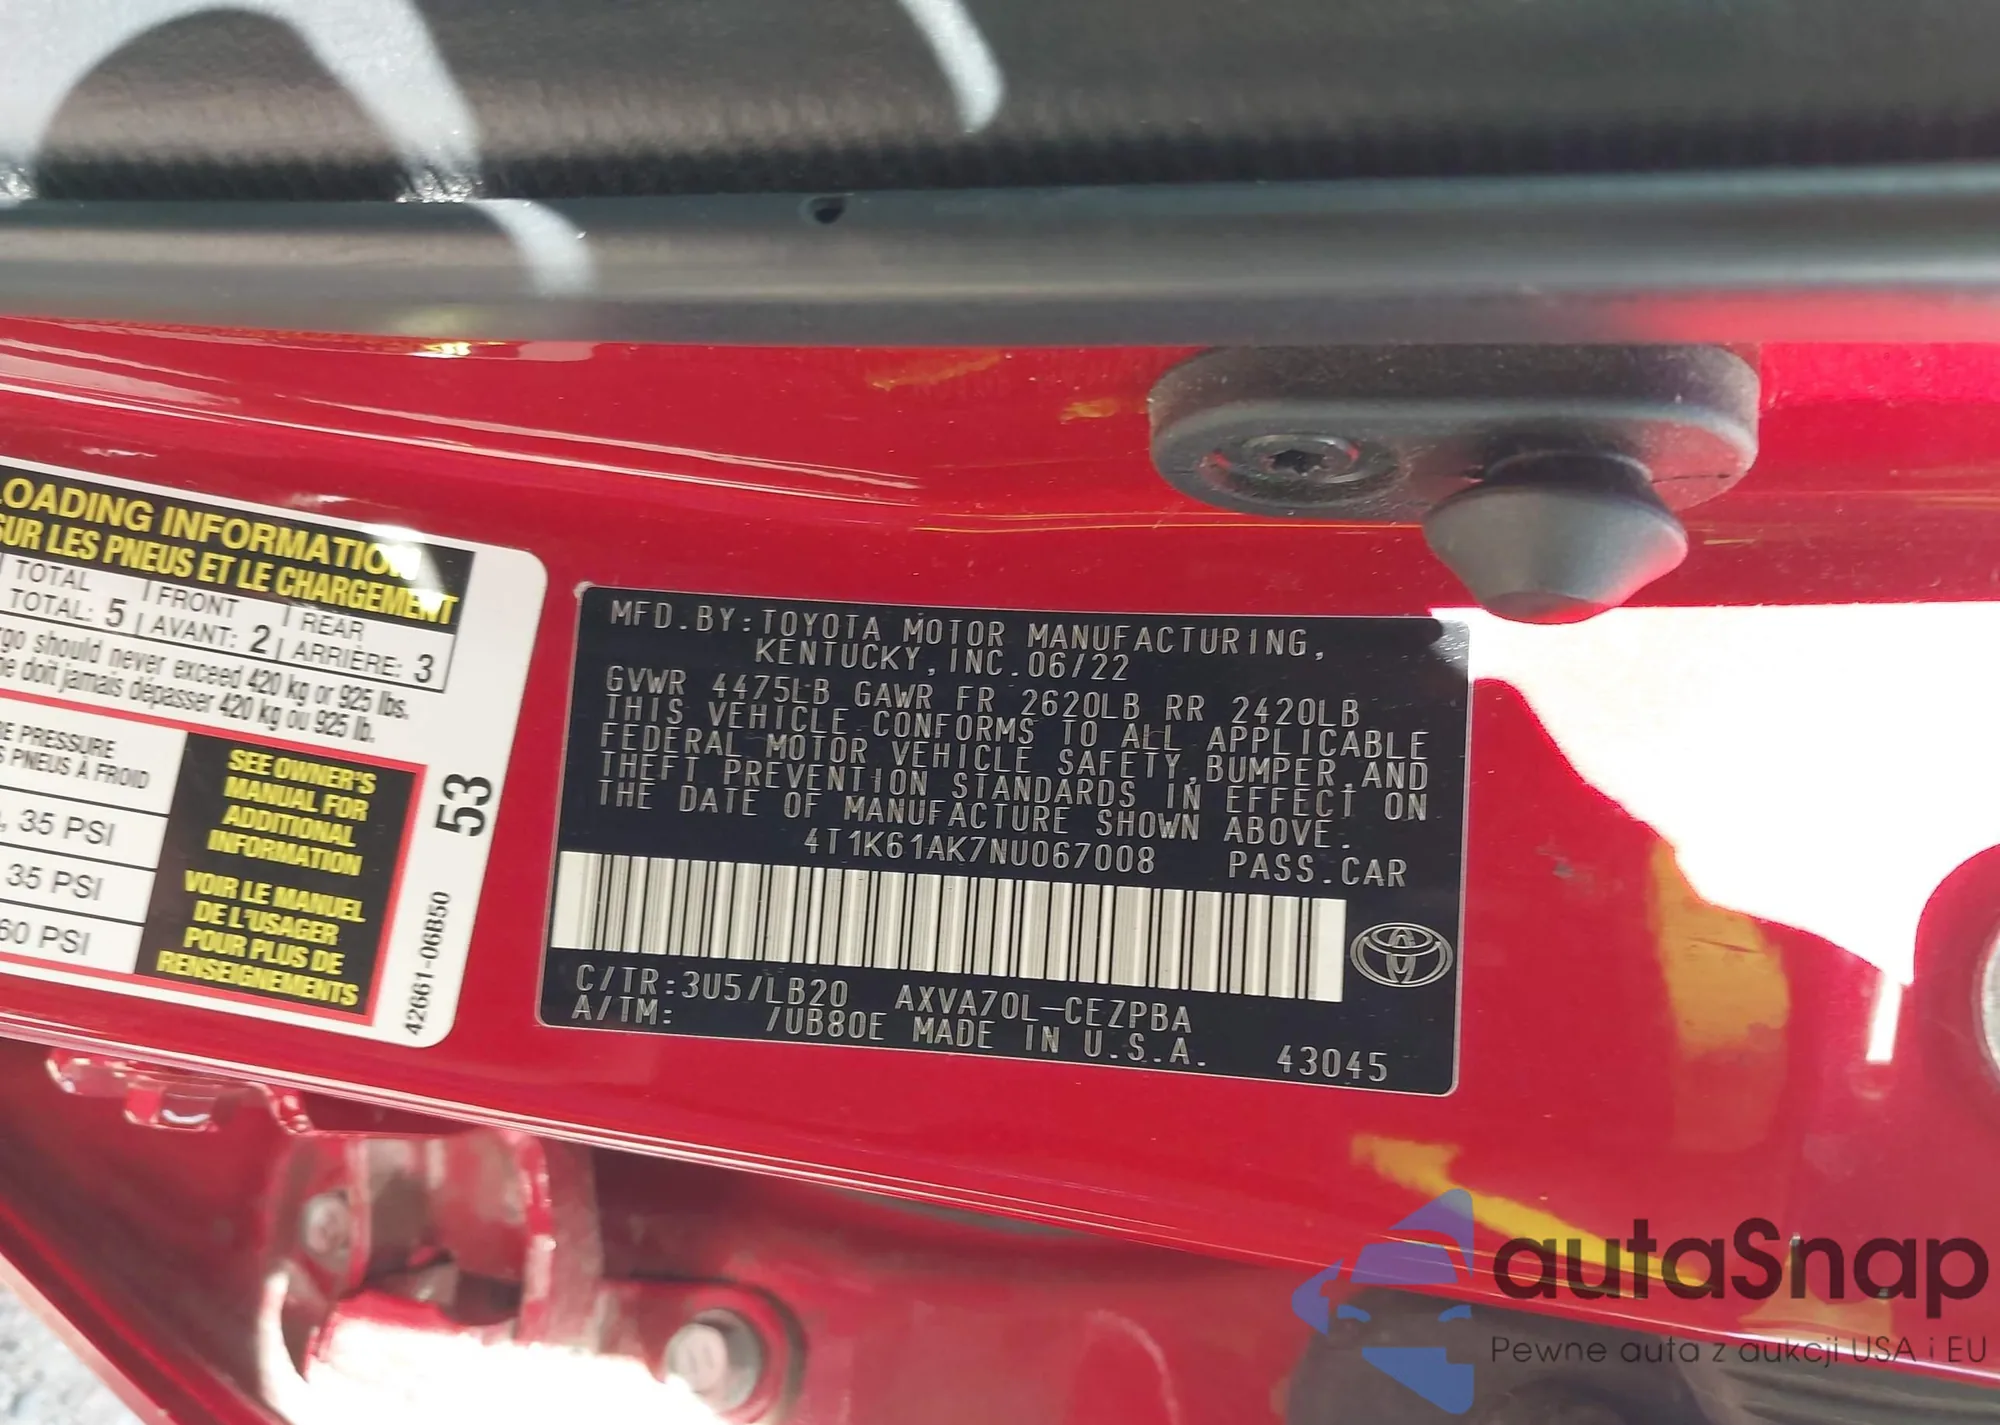 LOADING INFORMATION
SUR LES PNEUS ET LE CHARGEMENT
TOTAL | FRONT | REAR
TOTAL: 5 | AVANT: 2 | ARRIÈRE: 3
should never exceed 420 kg or 925 lbs.
ne doit jamais dépasser 420 kg ou 925 lb.
PRESSURE
PNEUS À FROID
35 PSI
35 PSI
60 PSI
SEE OWNER'S
MANUAL FOR
ADDITIONAL
INFORMATION
VOIR LE MANUEL
DE L'USAGER
POUR PLUS DE
RENSEIGNEMENTS
53
42661-06B50
MFD.BY:TOYOTA MOTOR MANUFACTURING,
KENTUCKY,INC.06/22
GVWR 4475LB GAWR FR 2620LB RR 2420LB
THIS VEHICLE CONFORMS TO ALL APPLICABLE
FEDERAL MOTOR VEHICLE SAFETY,BUMPER,AND
THEFT PREVENTION STANDARDS IN EFFECT ON
THE DATE OF MANUFACTURE SHOWN ABOVE.
4T1K61AK7NU067008 PASS.CAR
C/TR:3U5/LB20 AXVA70L-CEZPBA
A/TM: /UB80E MADE IN U.S.A. 43045
autaSnap
Pewne auta z aukcji USA i EU